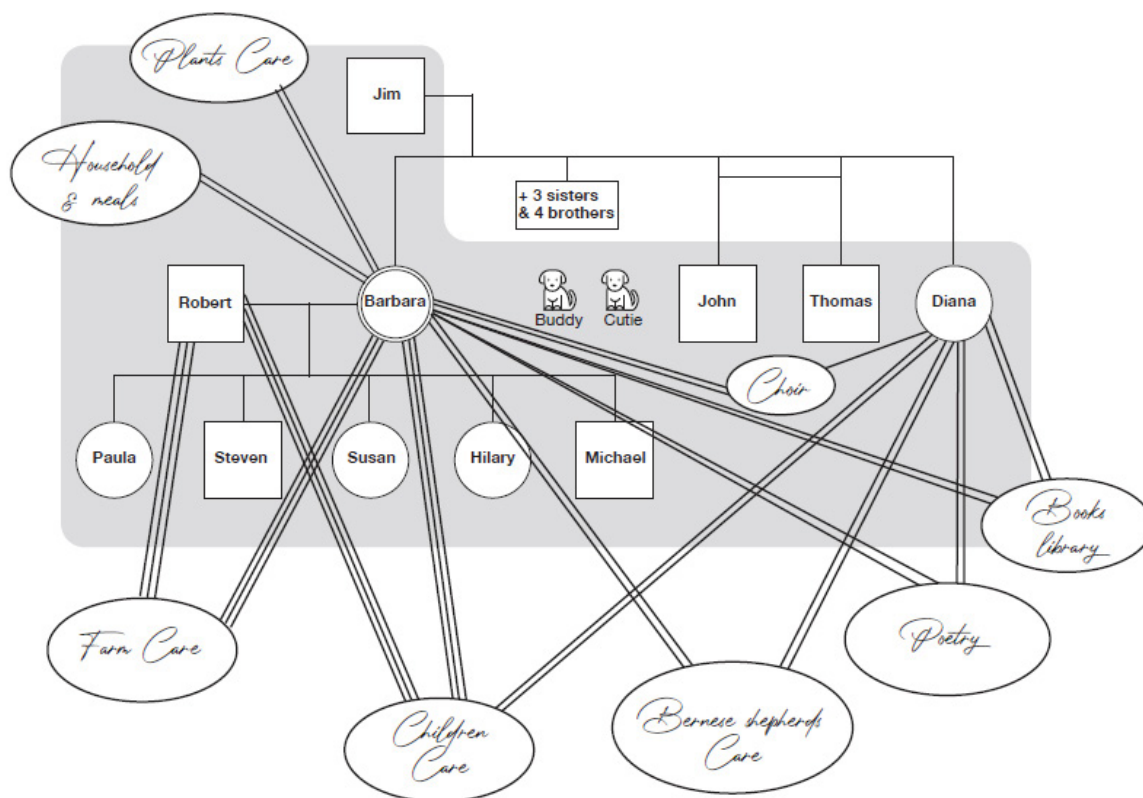 Plants Care
Jim
Household
& meals
+ 3 sisters
& 4 brothers
Robert
Barbara
Buddy
Cutie
John
Thomas
Diana
Choir
Paula
Steven
Susan
Hilary
Michael
Books
library
Farm Care
Poetry
Children
Care
Bernese shepherds
Care